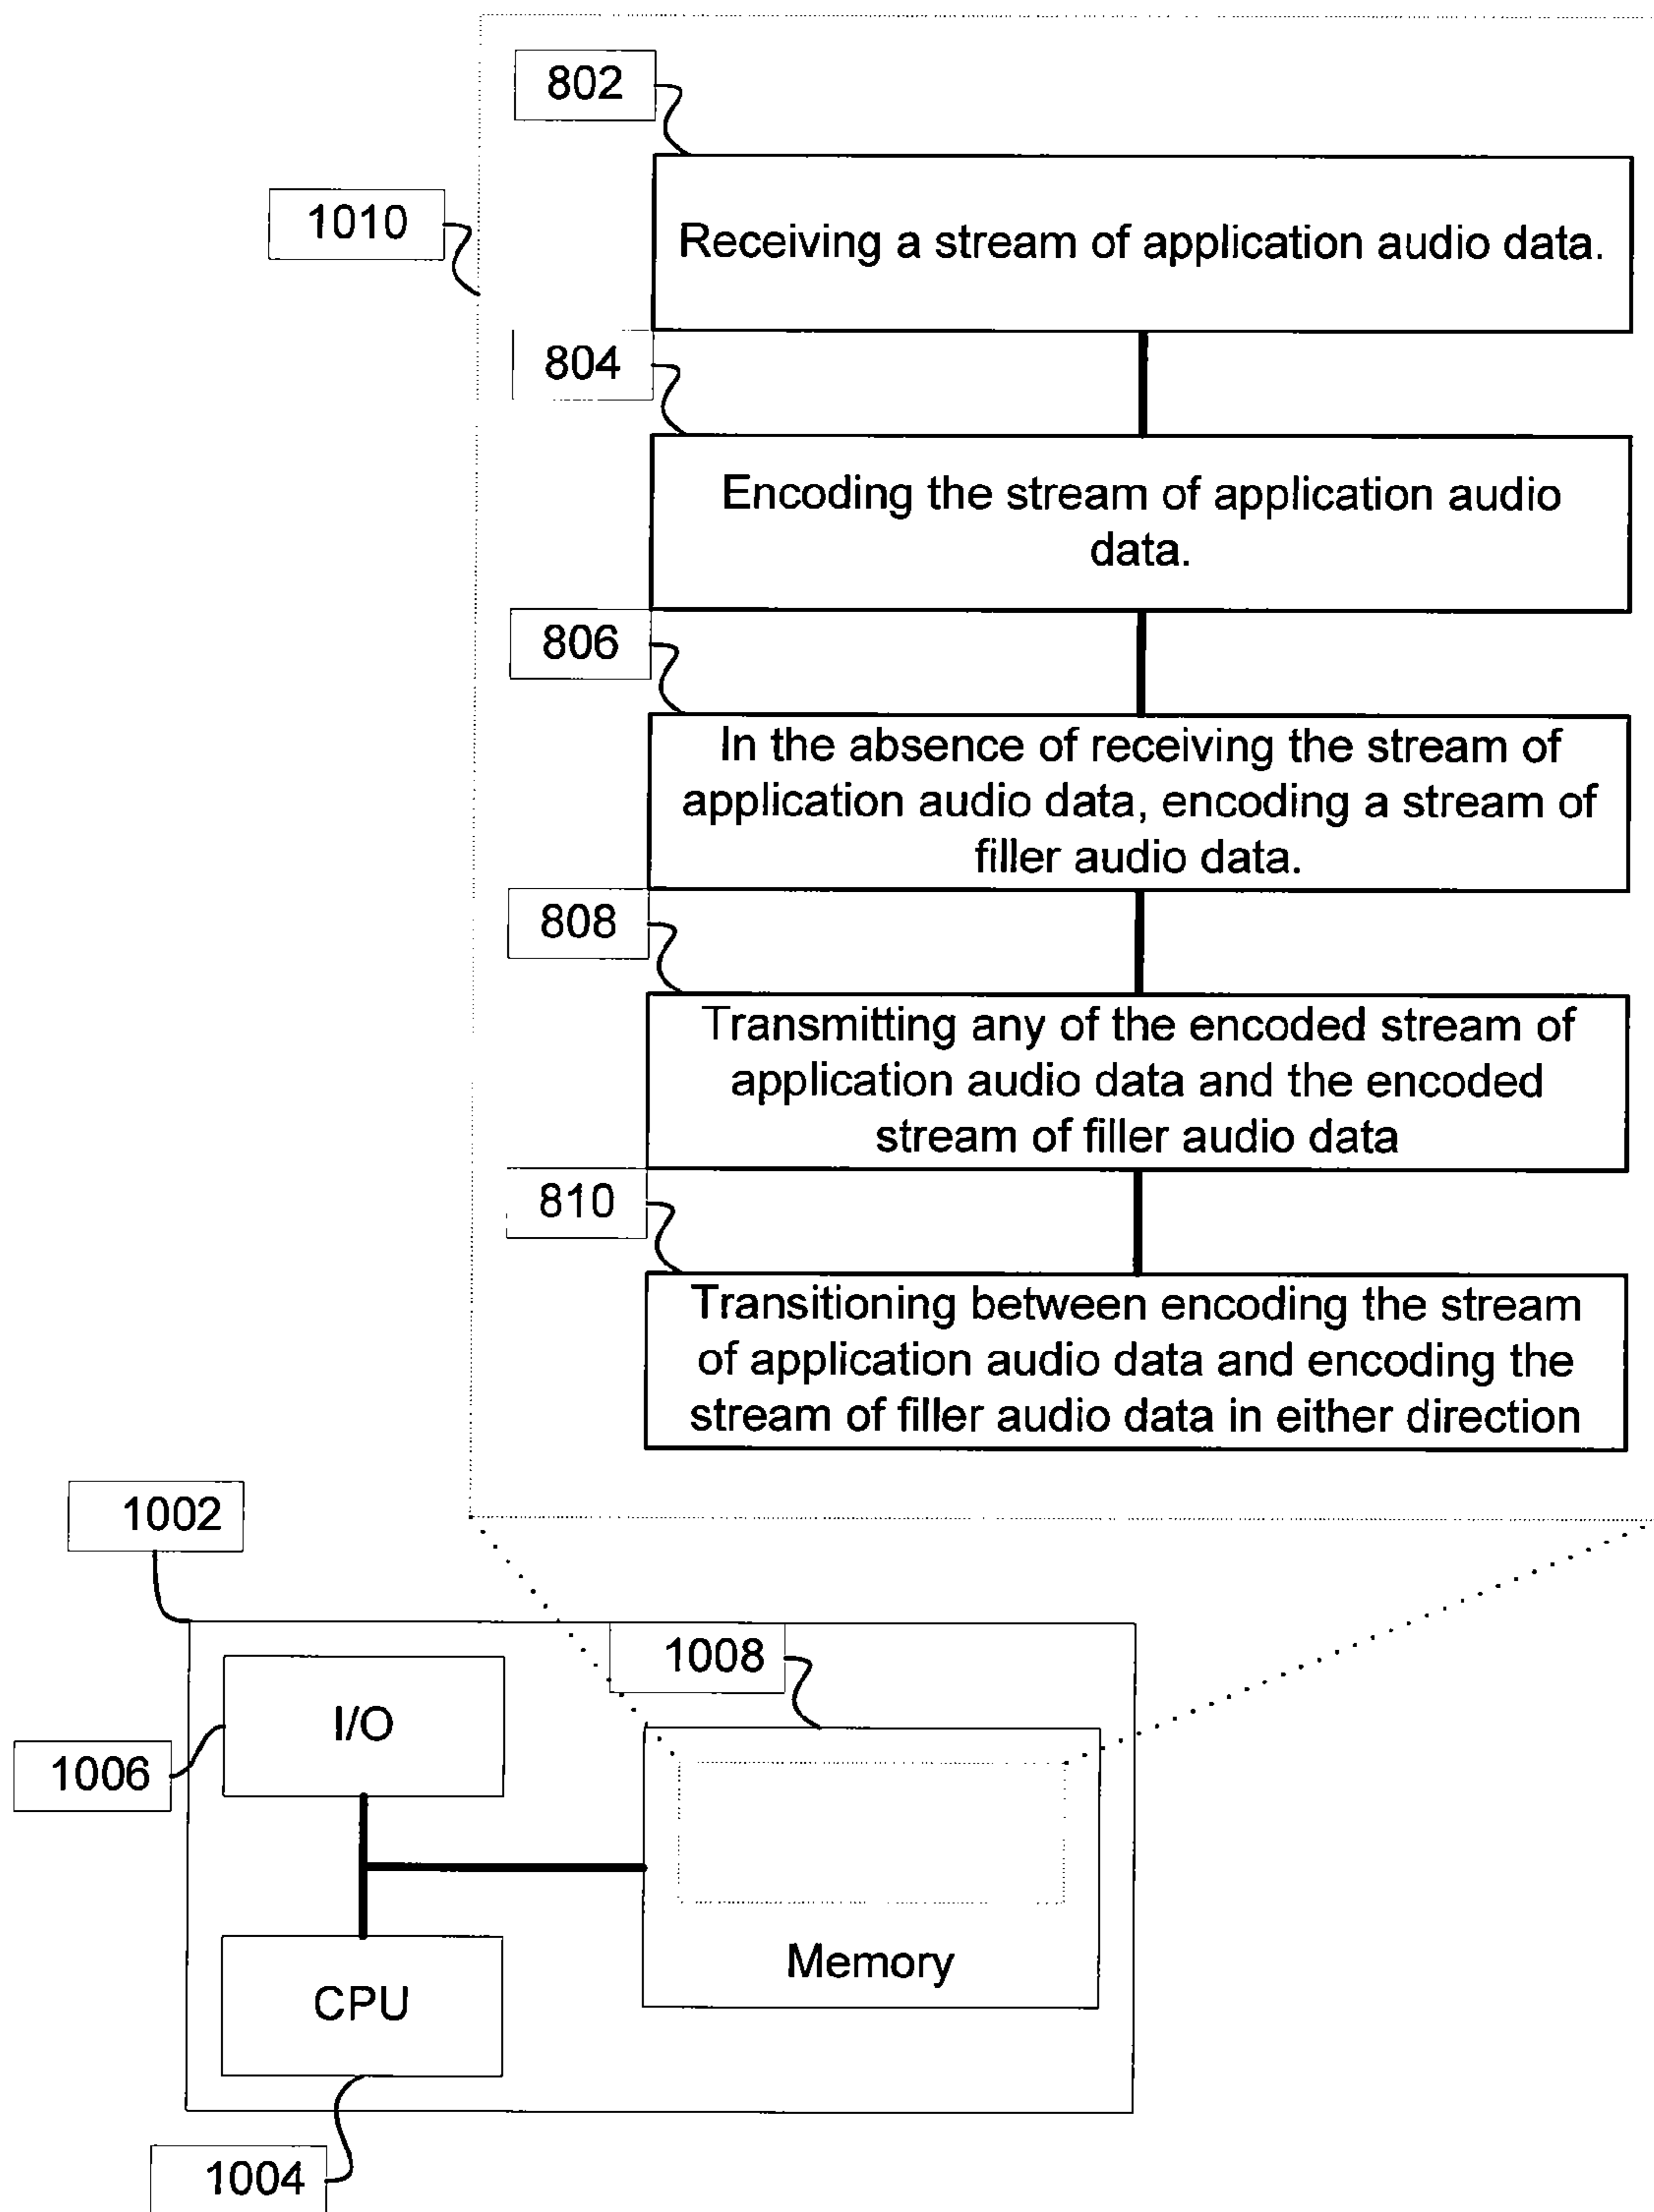 802
1010
Receiving a stream of application audio data.
804
Encoding the stream of application audio
data.
806
In the absence of receiving the stream of
application audio data, encoding a stream of
filler audio data.
808
Transmitting any of the encoded stream of
application audio data and the encoded
stream of filler audio data
810
Transitioning between encoding the stream
of application audio data and encoding the
stream of filler audio data in either direction
1002
1008
I/O
1006
Memory
CPU
1004